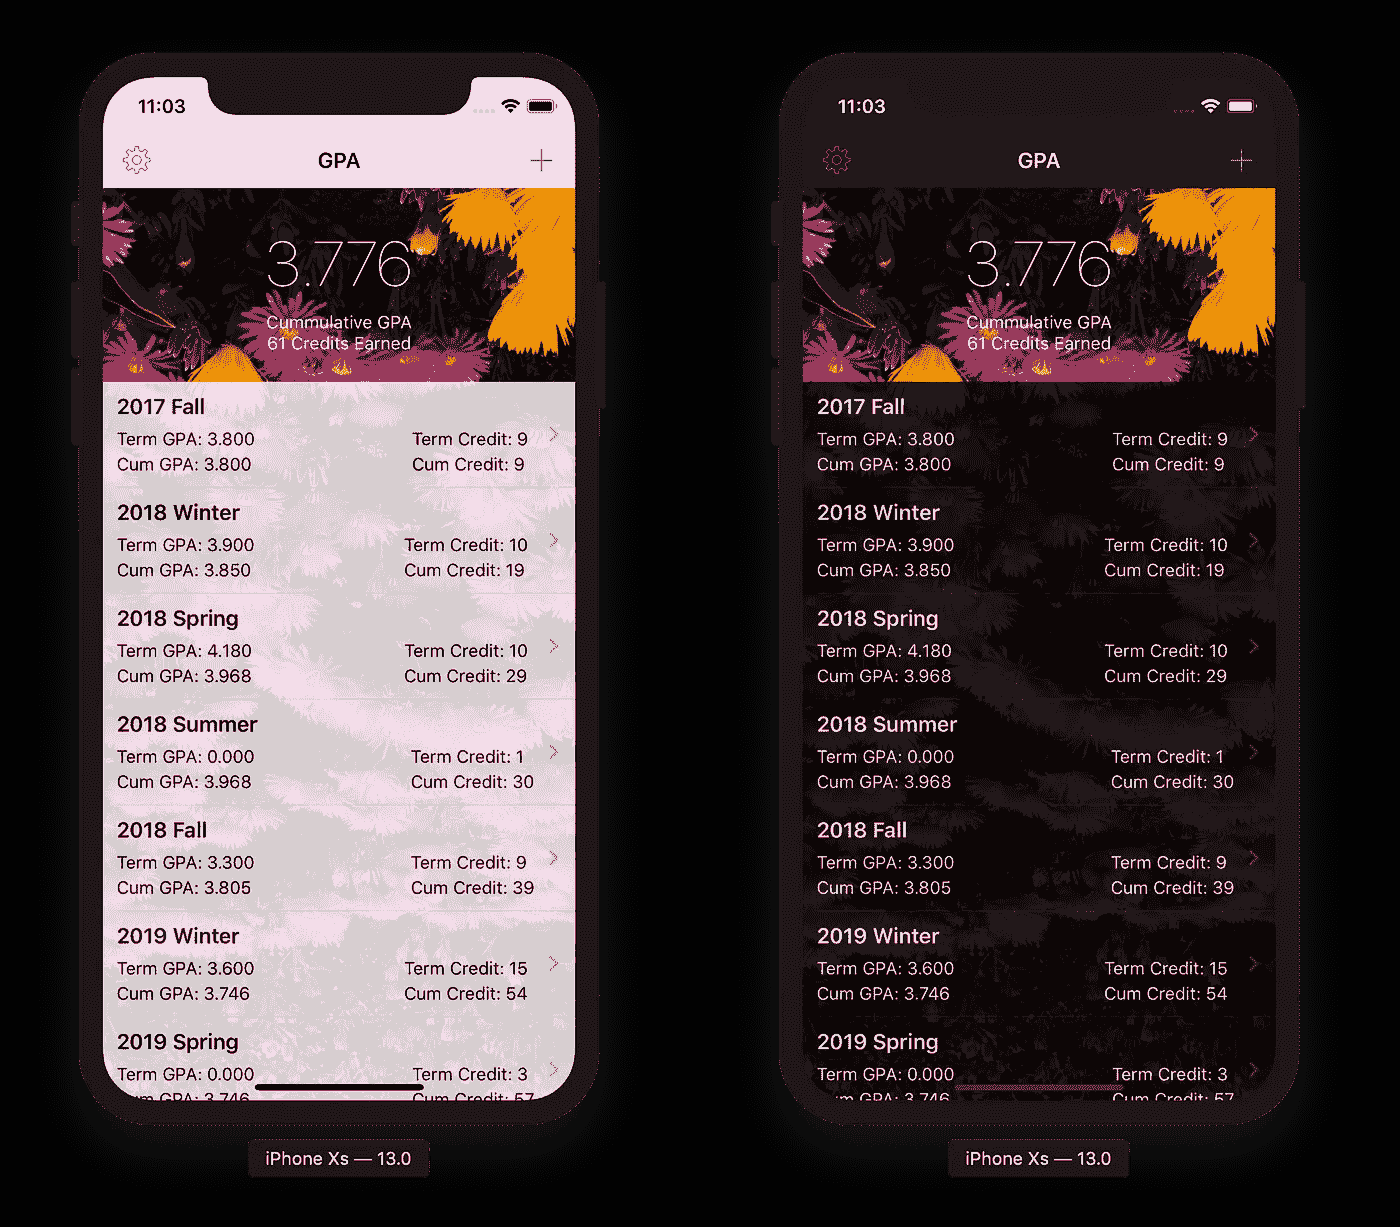 11:03
GPA
3.776
Cummulative GPA
61 Credits Earned
2017 Fall
Term GPA: 3.800 Term Credit: 9
Cum GPA: 3.800 Cum Credit: 9
2018 Winter
Term GPA: 3.900 Term Credit: 10
Cum GPA: 3.850 Cum Credit: 19
2018 Spring
Term GPA: 4.180 Term Credit: 10
Cum GPA: 3.968 Cum Credit: 29
2018 Summer
Term GPA: 0.000 Term Credit: 1
Cum GPA: 3.968 Cum Credit: 30
2018 Fall
Term GPA: 3.300 Term Credit: 9
Cum GPA: 3.805 Cum Credit: 39
2019 Winter
Term GPA: 3.600 Term Credit: 15
Cum GPA: 3.746 Cum Credit: 54
2019 Spring
Term GPA: 0.000 Term Credit: 3
Cum GPA: 3.746 Cum Credit: 57
iPhone Xs — 13.0
11:03
GPA
3.776
Cummulative GPA
61 Credits Earned
2017 Fall
Term GPA: 3.800 Term Credit: 9
Cum GPA: 3.800 Cum Credit: 9
2018 Winter
Term GPA: 3.900 Term Credit: 10
Cum GPA: 3.850 Cum Credit: 19
2018 Spring
Term GPA: 4.180 Term Credit: 10
Cum GPA: 3.968 Cum Credit: 29
2018 Summer
Term GPA: 0.000 Term Credit: 1
Cum GPA: 3.968 Cum Credit: 30
2018 Fall
Term GPA: 3.300 Term Credit: 9
Cum GPA: 3.805 Cum Credit: 39
2019 Winter
Term GPA: 3.600 Term Credit: 15
Cum GPA: 3.746 Cum Credit: 54
2019 Spring
Term GPA: 0.000 Term Credit: 3
Cum GPA: 3.746 Cum Credit: 57
iPhone Xs — 13.0